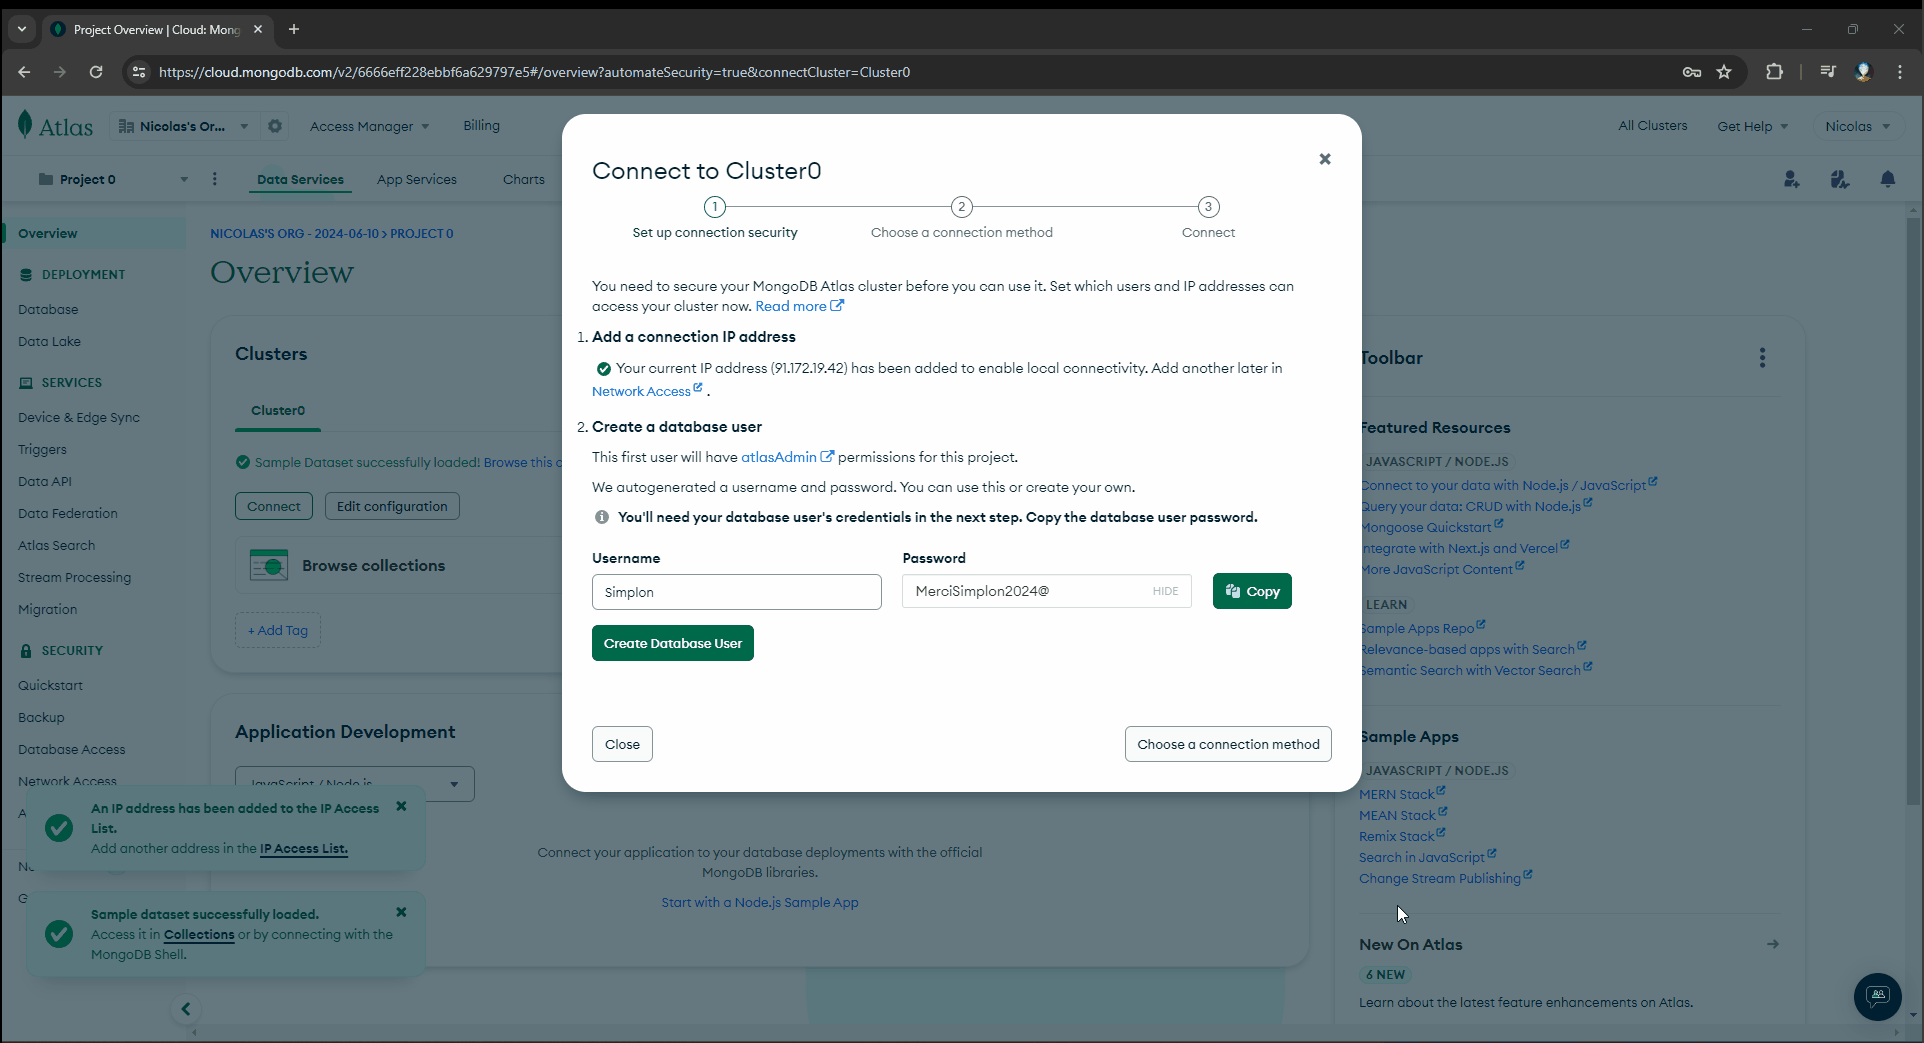 Project Overview | Cloud: Mong
https://cloud.mongodb.com/v2/6666eff228ebbf6a629797e5#/overview?automateSecurity=true&connectCluster=Cluster0
Atlas
Nicolas's Or...
Access Manager
Billing
All Clusters
Get Help
Nicolas
Project 0
Data Services
App Services
Charts
Overview
DEPLOYMENT
Database
Data Lake
SERVICES
Device & Edge Sync
Triggers
Data API
Data Federation
Atlas Search
Stream Processing
Migration
SECURITY
Quickstart
Backup
Database Access
Network Access
NICOLAS'S ORG - 2024-06-10 > PROJECT 0
Overview
Clusters
Cluster0
Sample Dataset successfully loaded! Browse this c
Connect
Edit configuration
Browse collections
+ Add Tag
Application Development
JavaScript / Node.js
Connect your application to your database deployments with the official
MongoDB libraries.
Start with a Node.js Sample App
An IP address has been added to the IP Access
List.
Add another address in the IP Access List.
Sample dataset successfully loaded.
Access it in Collections or by connecting with the
MongoDB Shell.
Connect to Cluster0
1
2
3
Set up connection security
Choose a connection method
Connect
You need to secure your MongoDB Atlas cluster before you can use it. Set which users and IP addresses can
access your cluster now. Read more
1. Add a connection IP address
Your current IP address (91.172.19.42) has been added to enable local connectivity. Add another later in
Network Access .
2. Create a database user
This first user will have atlasAdmin permissions for this project.
We autogenerated a username and password. You can use this or create your own.
You'll need your database user's credentials in the next step. Copy the database user password.
Username
Password
Simplon
MerciSimplon2024@
HIDE
Copy
Create Database User
Close
Choose a connection method
Toolbar
Featured Resources
JAVASCRIPT / NODE.JS
Connect to your data with Node.js / JavaScript
Query your data: CRUD with Node.js
Mongoose Quickstart
ntegrate with Next.js and Vercel
More JavaScript Content
LEARN
Sample Apps Repo
Relevance-based apps with Search
Semantic Search with Vector Search
Sample Apps
JAVASCRIPT / NODE.JS
MERN Stack
MEAN Stack
Remix Stack
Search in JavaScript
Change Stream Publishing
New On Atlas
6 NEW
Learn about the latest feature enhancements on Atlas.